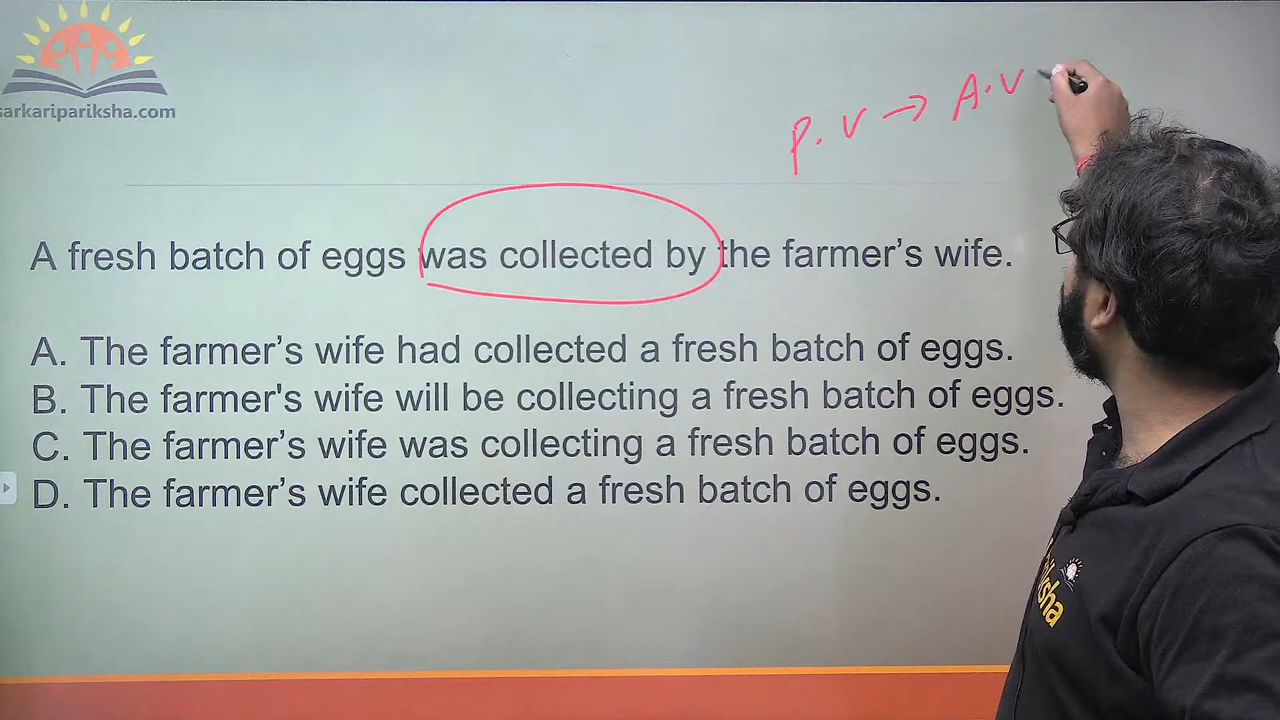 sarkaripariksha.com
P.V → A.V
A fresh batch of eggs was collected by the farmer’s wife.
A. The farmer’s wife had collected a fresh batch of eggs.
B. The farmer's wife will be collecting a fresh batch of eggs.
C. The farmer’s wife was collecting a fresh batch of eggs.
D. The farmer’s wife collected a fresh batch of eggs.